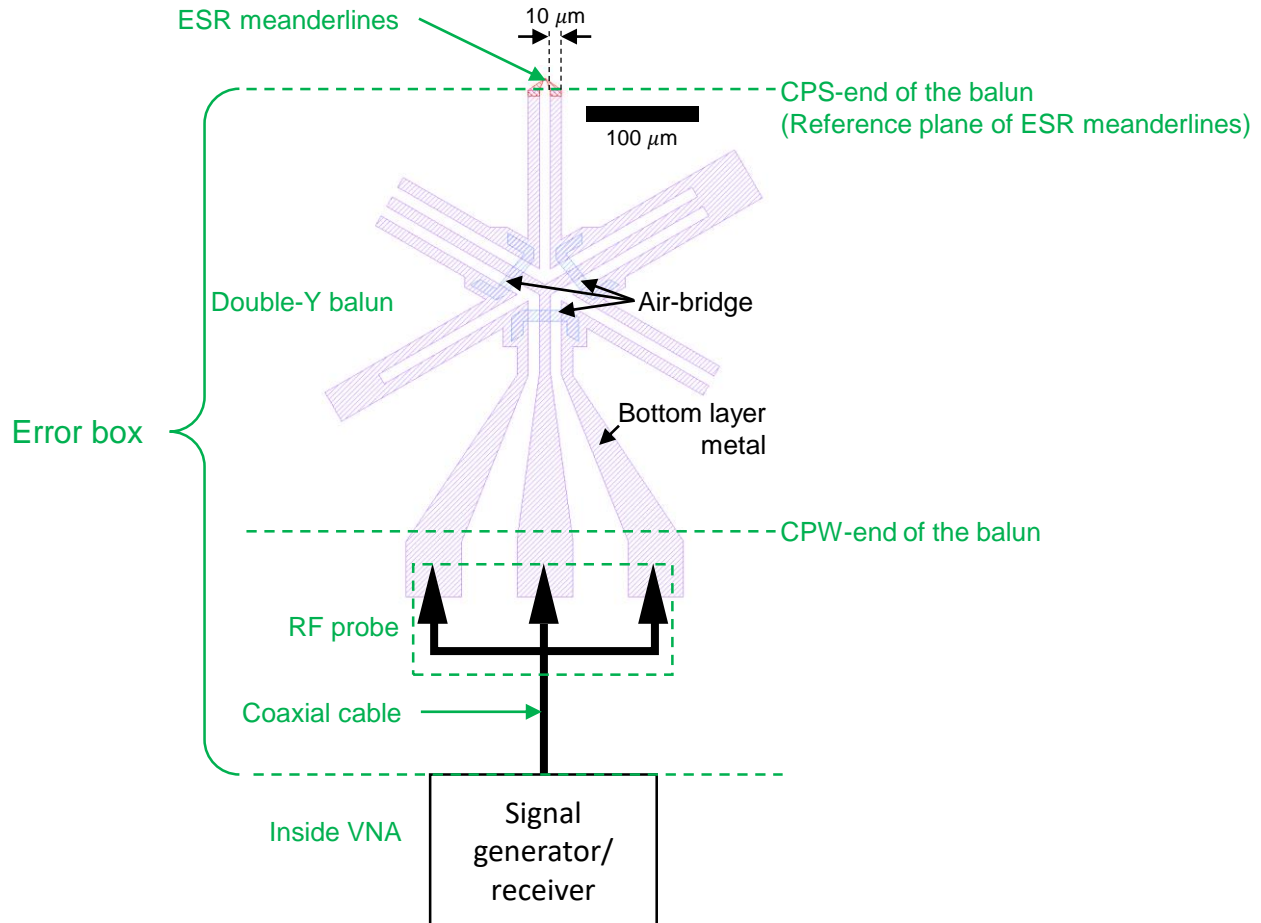 ESR meanderlines
10 𝜇m
CPS-end of the balun
(Reference plane of ESR meanderlines)
100 𝜇m
Double-Y balun
Air-bridge
Error box
Bottom layer
metal
CPW-end of the balun
RF probe
Coaxial cable
Inside VNA
Signal
generator/
receiver